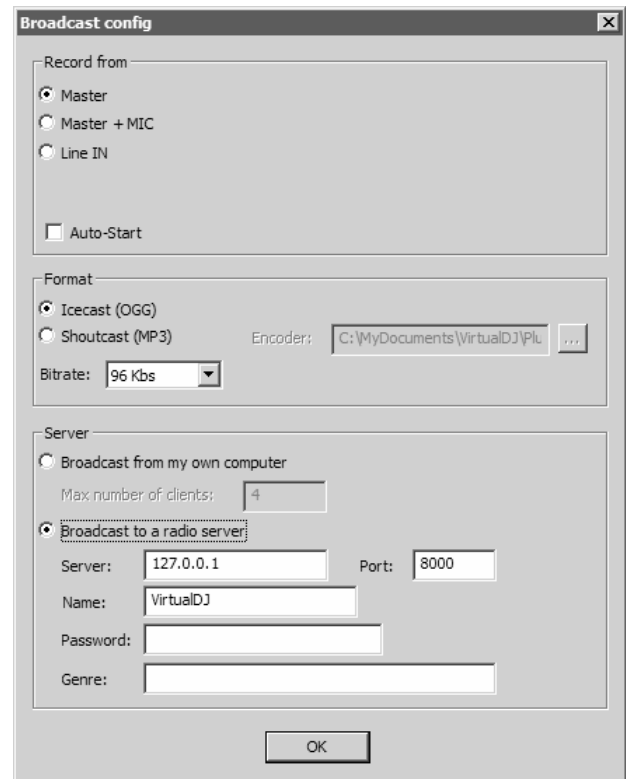 Broadcast config
Record from
Master
Master + MIC
Line IN
Auto-Start
Format
Icecast (OGG)
Shoutcast (MP3) Encoder: C:\MyDocuments\VirtualDJ\Plu ...
Bitrate: 96 Kbs
Server
Broadcast from my own computer
Max number of clients: 4
Broadcast to a radio server
Server: 127.0.0.1 Port: 8000
Name: VirtualDJ
Password:
Genre:
OK